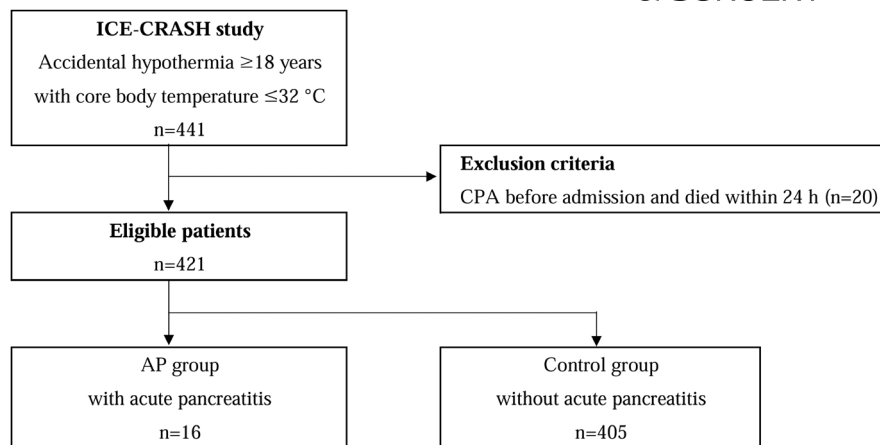 ICE-CRASH study
Accidental hypothermia ≥18 years
with core body temperature ≤32 °C
n=441
Exclusion criteria
CPA before admission and died within 24 h (n=20)
Eligible patients
n=421
AP group
with acute pancreatitis
n=16
Control group
without acute pancreatitis
n=405